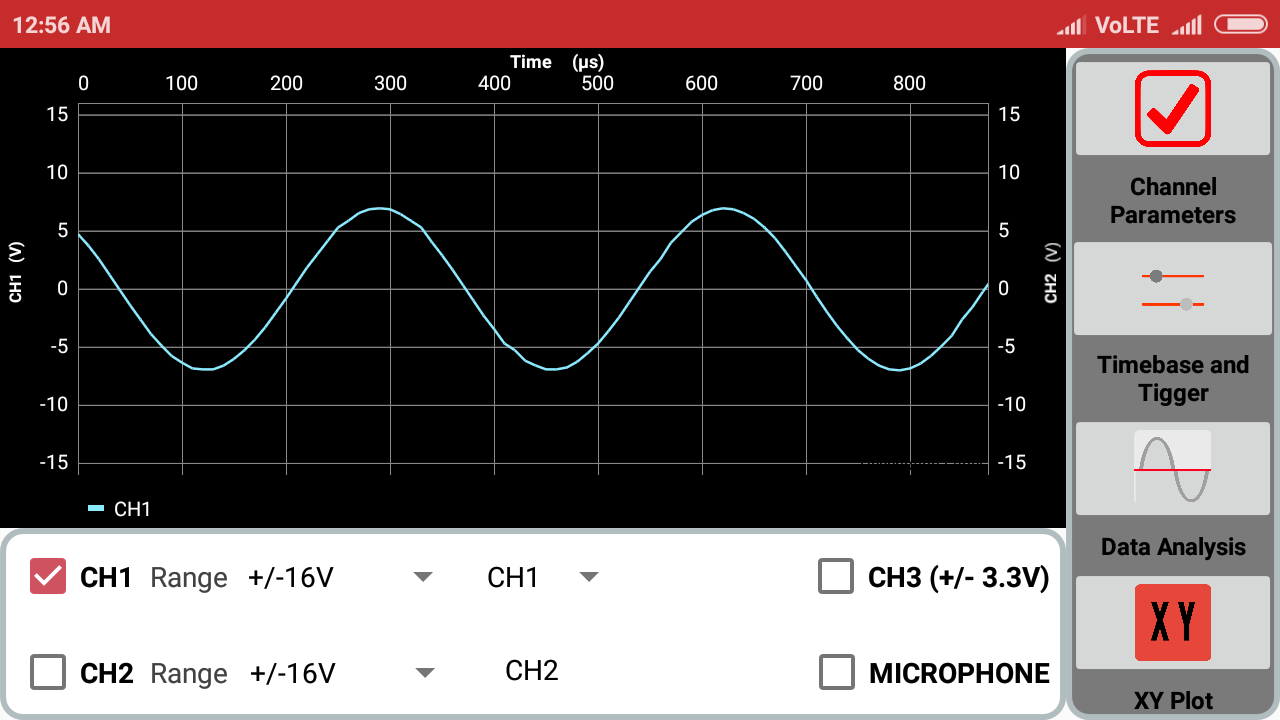 12:56 AM VoLTE
Time (µs)
0 100 200 300 400 500 600 700 800
15 15
10 10
5 5
0 0
-5 -5
-10 -10
-15 -15
CH1 (V)
CH2 (V)
CH1
Channel
Parameters
Timebase and
Tigger
Data Analysis
XY
XY Plot
CH1 Range +/-16V CH1 CH3 (+/- 3.3V)
CH2 Range +/-16V CH2 MICROPHONE